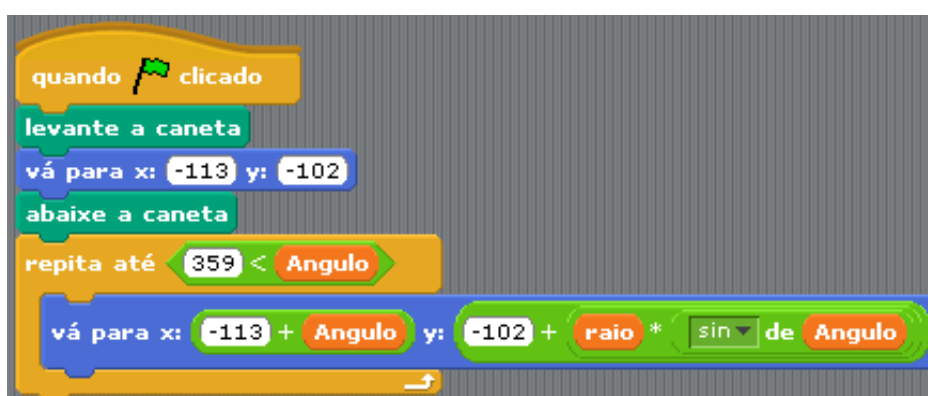 quando clicado
levante a caneta
vá para x: -113 y: -102
abaixe a caneta
repita até 359 < Angulo
vá para x: -113 + Angulo y: -102 + raio * sin de Angulo